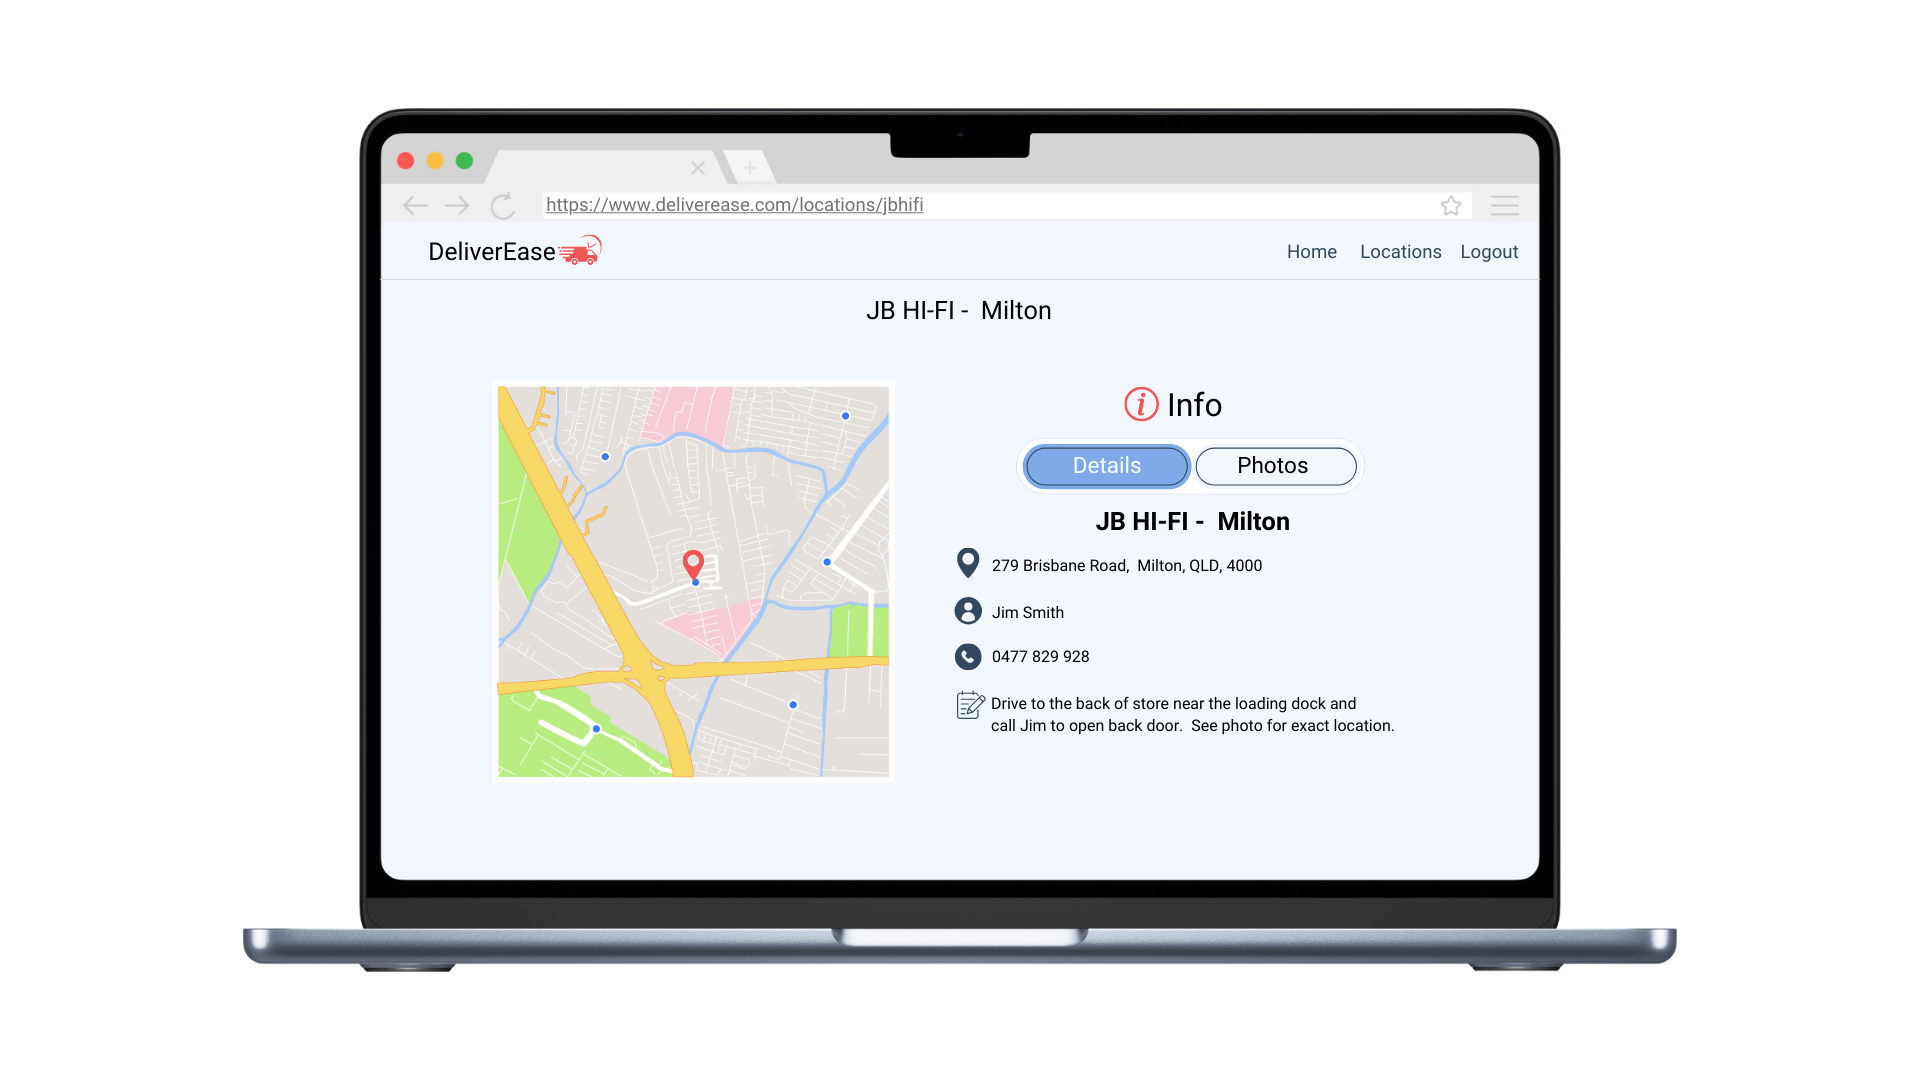 https://www.deliverease.com/locations/jbhifi
DeliverEase
Home Locations Logout
JB HI-FI - Milton
i Info
Details Photos
JB HI-FI - Milton
279 Brisbane Road, Milton, QLD, 4000
Jim Smith
0477 829 928
Drive to the back of store near the loading dock and
call Jim to open back door. See photo for exact location.